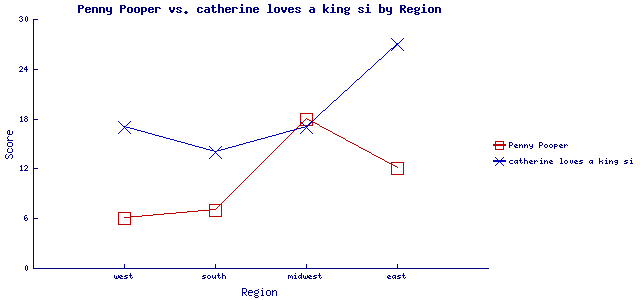 Penny Pooper vs. catherine loves a king si by Region
30
24
18
12
6
0
Score
west south midwest east
Region
Penny Pooper
catherine loves a king si